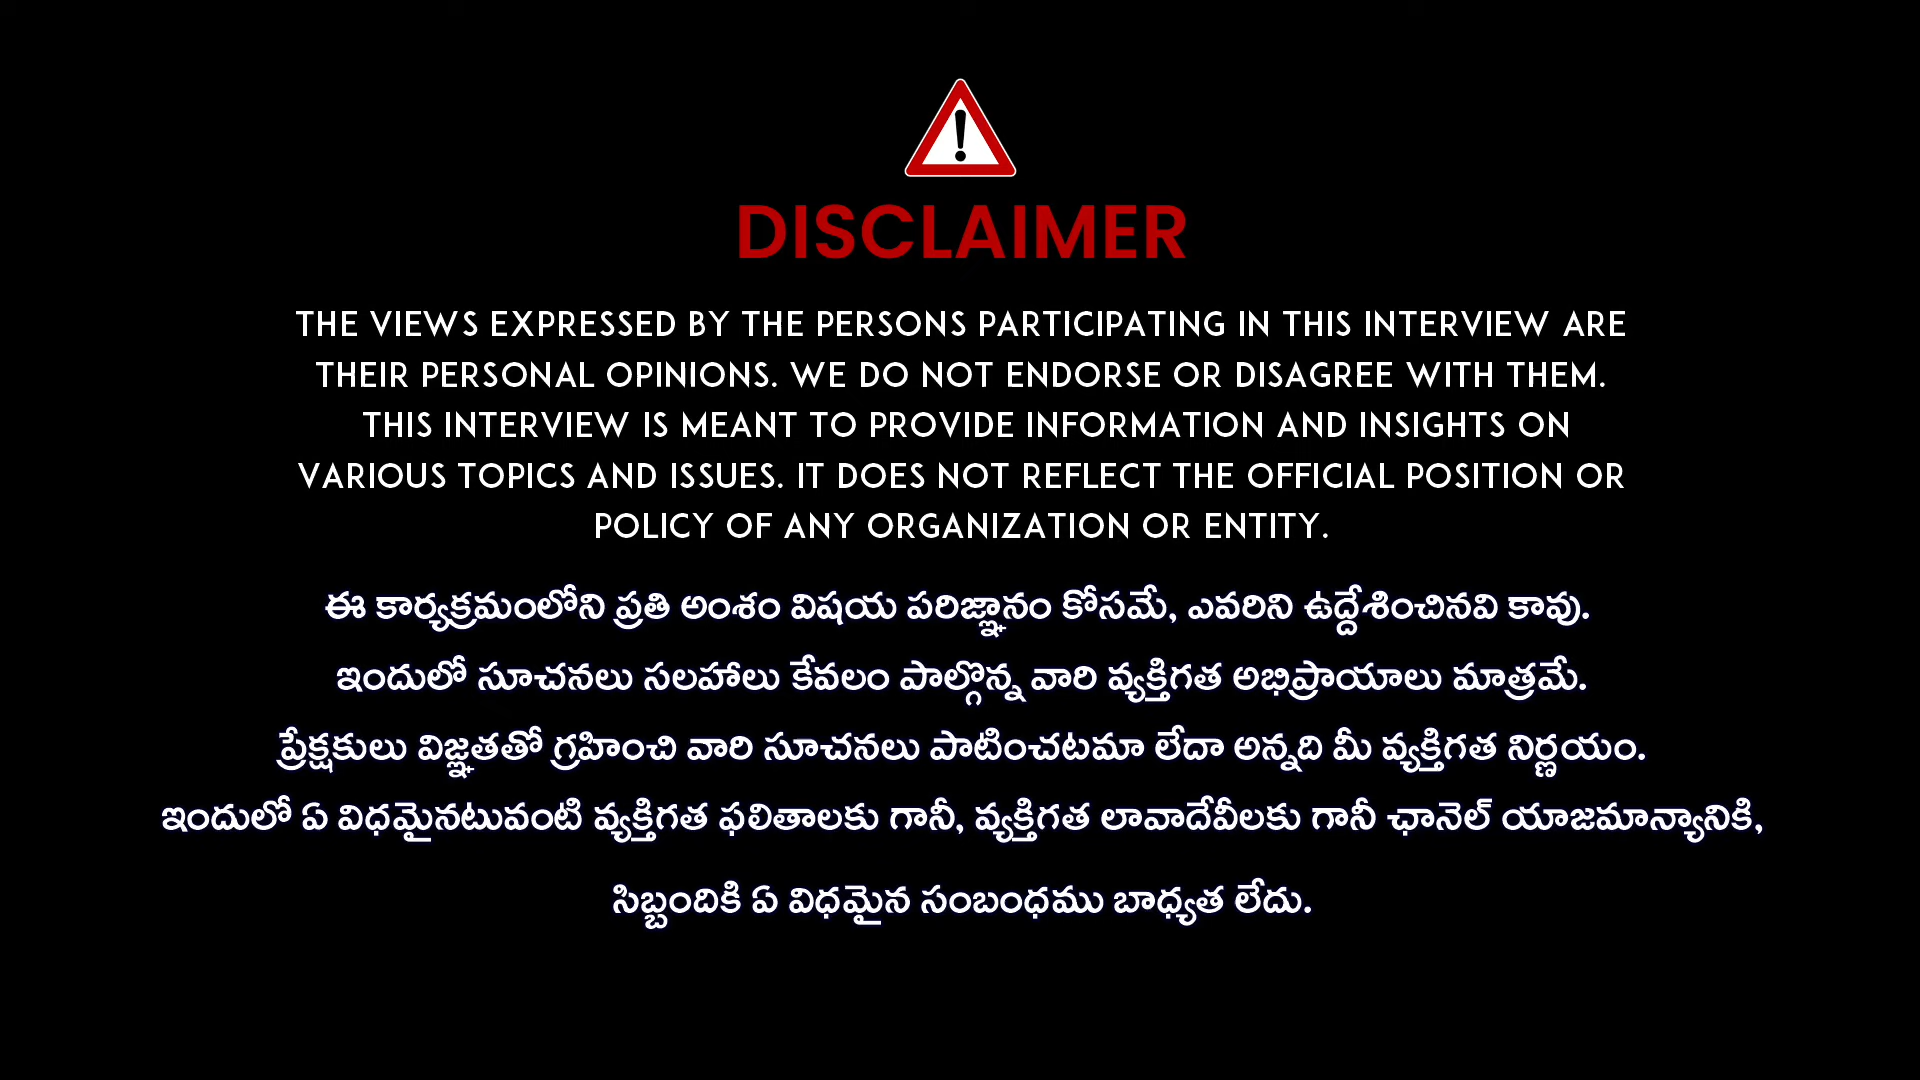 DISCLAIMER
THE VIEWS EXPRESSED BY THE PERSONS PARTICIPATING IN THIS INTERVIEW ARE
THEIR PERSONAL OPINIONS. WE DO NOT ENDORSE OR DISAGREE WITH THEM.
THIS INTERVIEW IS MEANT TO PROVIDE INFORMATION AND INSIGHTS ON
VARIOUS TOPICS AND ISSUES. IT DOES NOT REFLECT THE OFFICIAL POSITION OR
POLICY OF ANY ORGANIZATION OR ENTITY.
ఈ కార్యక్రమంలోని ప్రతి అంశం విషయ పరిజ్ఞానం కోసమే, ఎవరిని ఉద్దేశించినవి కావు.
ఇందులో సూచనలు సలహాలు కేవలం పాల్గొన్న వారి వ్యక్తిగత అభిప్రాయాలు మాత్రమే.
ప్రేక్షకులు విజ్ఞతతో గ్రహించి వారి సూచనలు పాటించటమా లేదా అన్నది మీ వ్యక్తిగత నిర్ణయం.
ఇందులో ఏ విధమైనటువంటి వ్యక్తిగత ఫలితాలకు గానీ, వ్యక్తిగత లావాదేవీలకు గానీ ఛానెల్ యాజమాన్యానికి,
సిబ్బందికి ఏ విధమైన సంబంధము బాధ్యత లేదు.